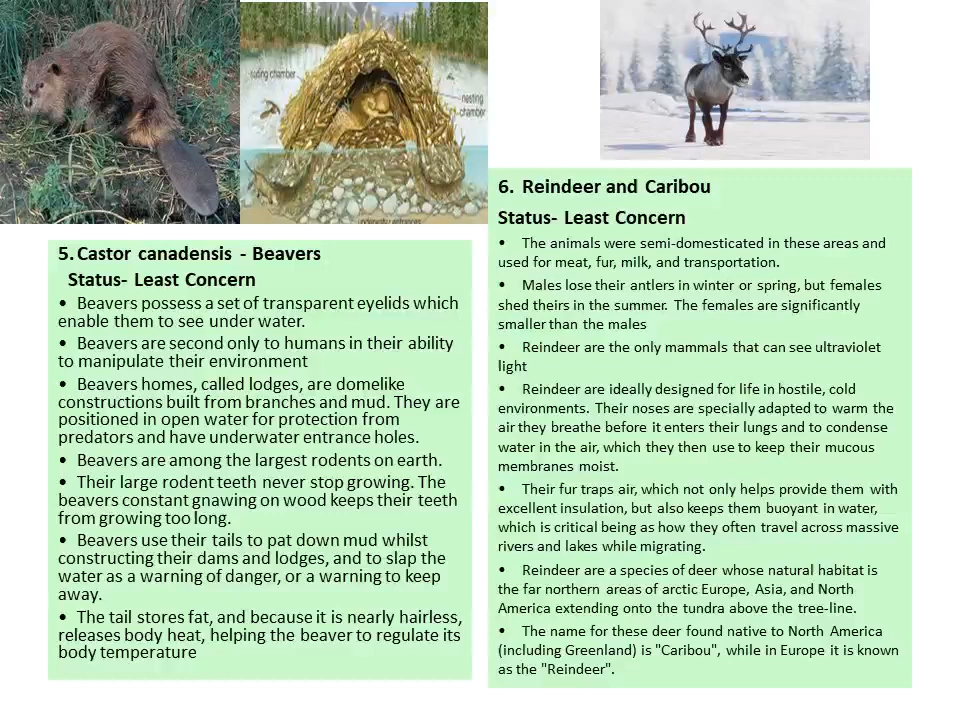 eating chamber
nesting
chamber
underwater entrances
5. Castor canadensis - Beavers
Status- Least Concern
• Beavers possess a set of transparent eyelids which
enable them to see under water.
• Beavers are second only to humans in their ability
to manipulate their environment
• Beavers homes, called lodges, are domelike
constructions built from branches and mud. They are
positioned in open water for protection from
predators and have underwater entrance holes.
• Beavers are among the largest rodents on earth.
• Their large rodent teeth never stop growing. The
beavers constant gnawing on wood keeps their teeth
from growing too long.
• Beavers use their tails to pat down mud whilst
constructing their dams and lodges, and to slap the
water as a warning of danger, or a warning to keep
away.
• The tail stores fat, and because it is nearly hairless,
releases body heat, helping the beaver to regulate its
body temperature
6. Reindeer and Caribou
Status- Least Concern
• The animals were semi-domesticated in these areas and
used for meat, fur, milk, and transportation.
• Males lose their antlers in winter or spring, but females
shed theirs in the summer. The females are significantly
smaller than the males
• Reindeer are the only mammals that can see ultraviolet
light
• Reindeer are ideally designed for life in hostile, cold
environments. Their noses are specially adapted to warm the
air they breathe before it enters their lungs and to condense
water in the air, which they then use to keep their mucous
membranes moist.
• Their fur traps air, which not only helps provide them with
excellent insulation, but also keeps them buoyant in water,
which is critical being as how they often travel across massive
rivers and lakes while migrating.
• Reindeer are a species of deer whose natural habitat is
the far northern areas of arctic Europe, Asia, and North
America extending onto the tundra above the tree-line.
• The name for these deer found native to North America
(including Greenland) is "Caribou", while in Europe it is known
as the "Reindeer".